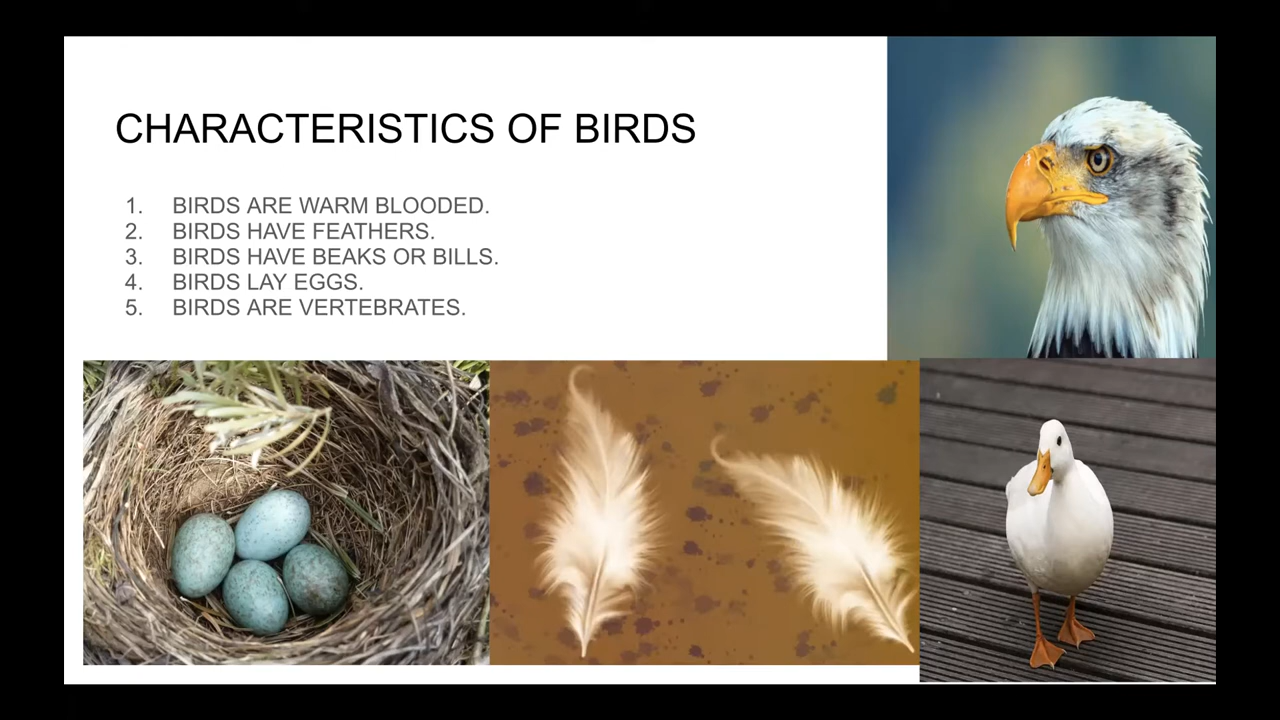 CHARACTERISTICS OF BIRDS
1. BIRDS ARE WARM BLOODED.
2. BIRDS HAVE FEATHERS.
3. BIRDS HAVE BEAKS OR BILLS.
4. BIRDS LAY EGGS.
5. BIRDS ARE VERTEBRATES.